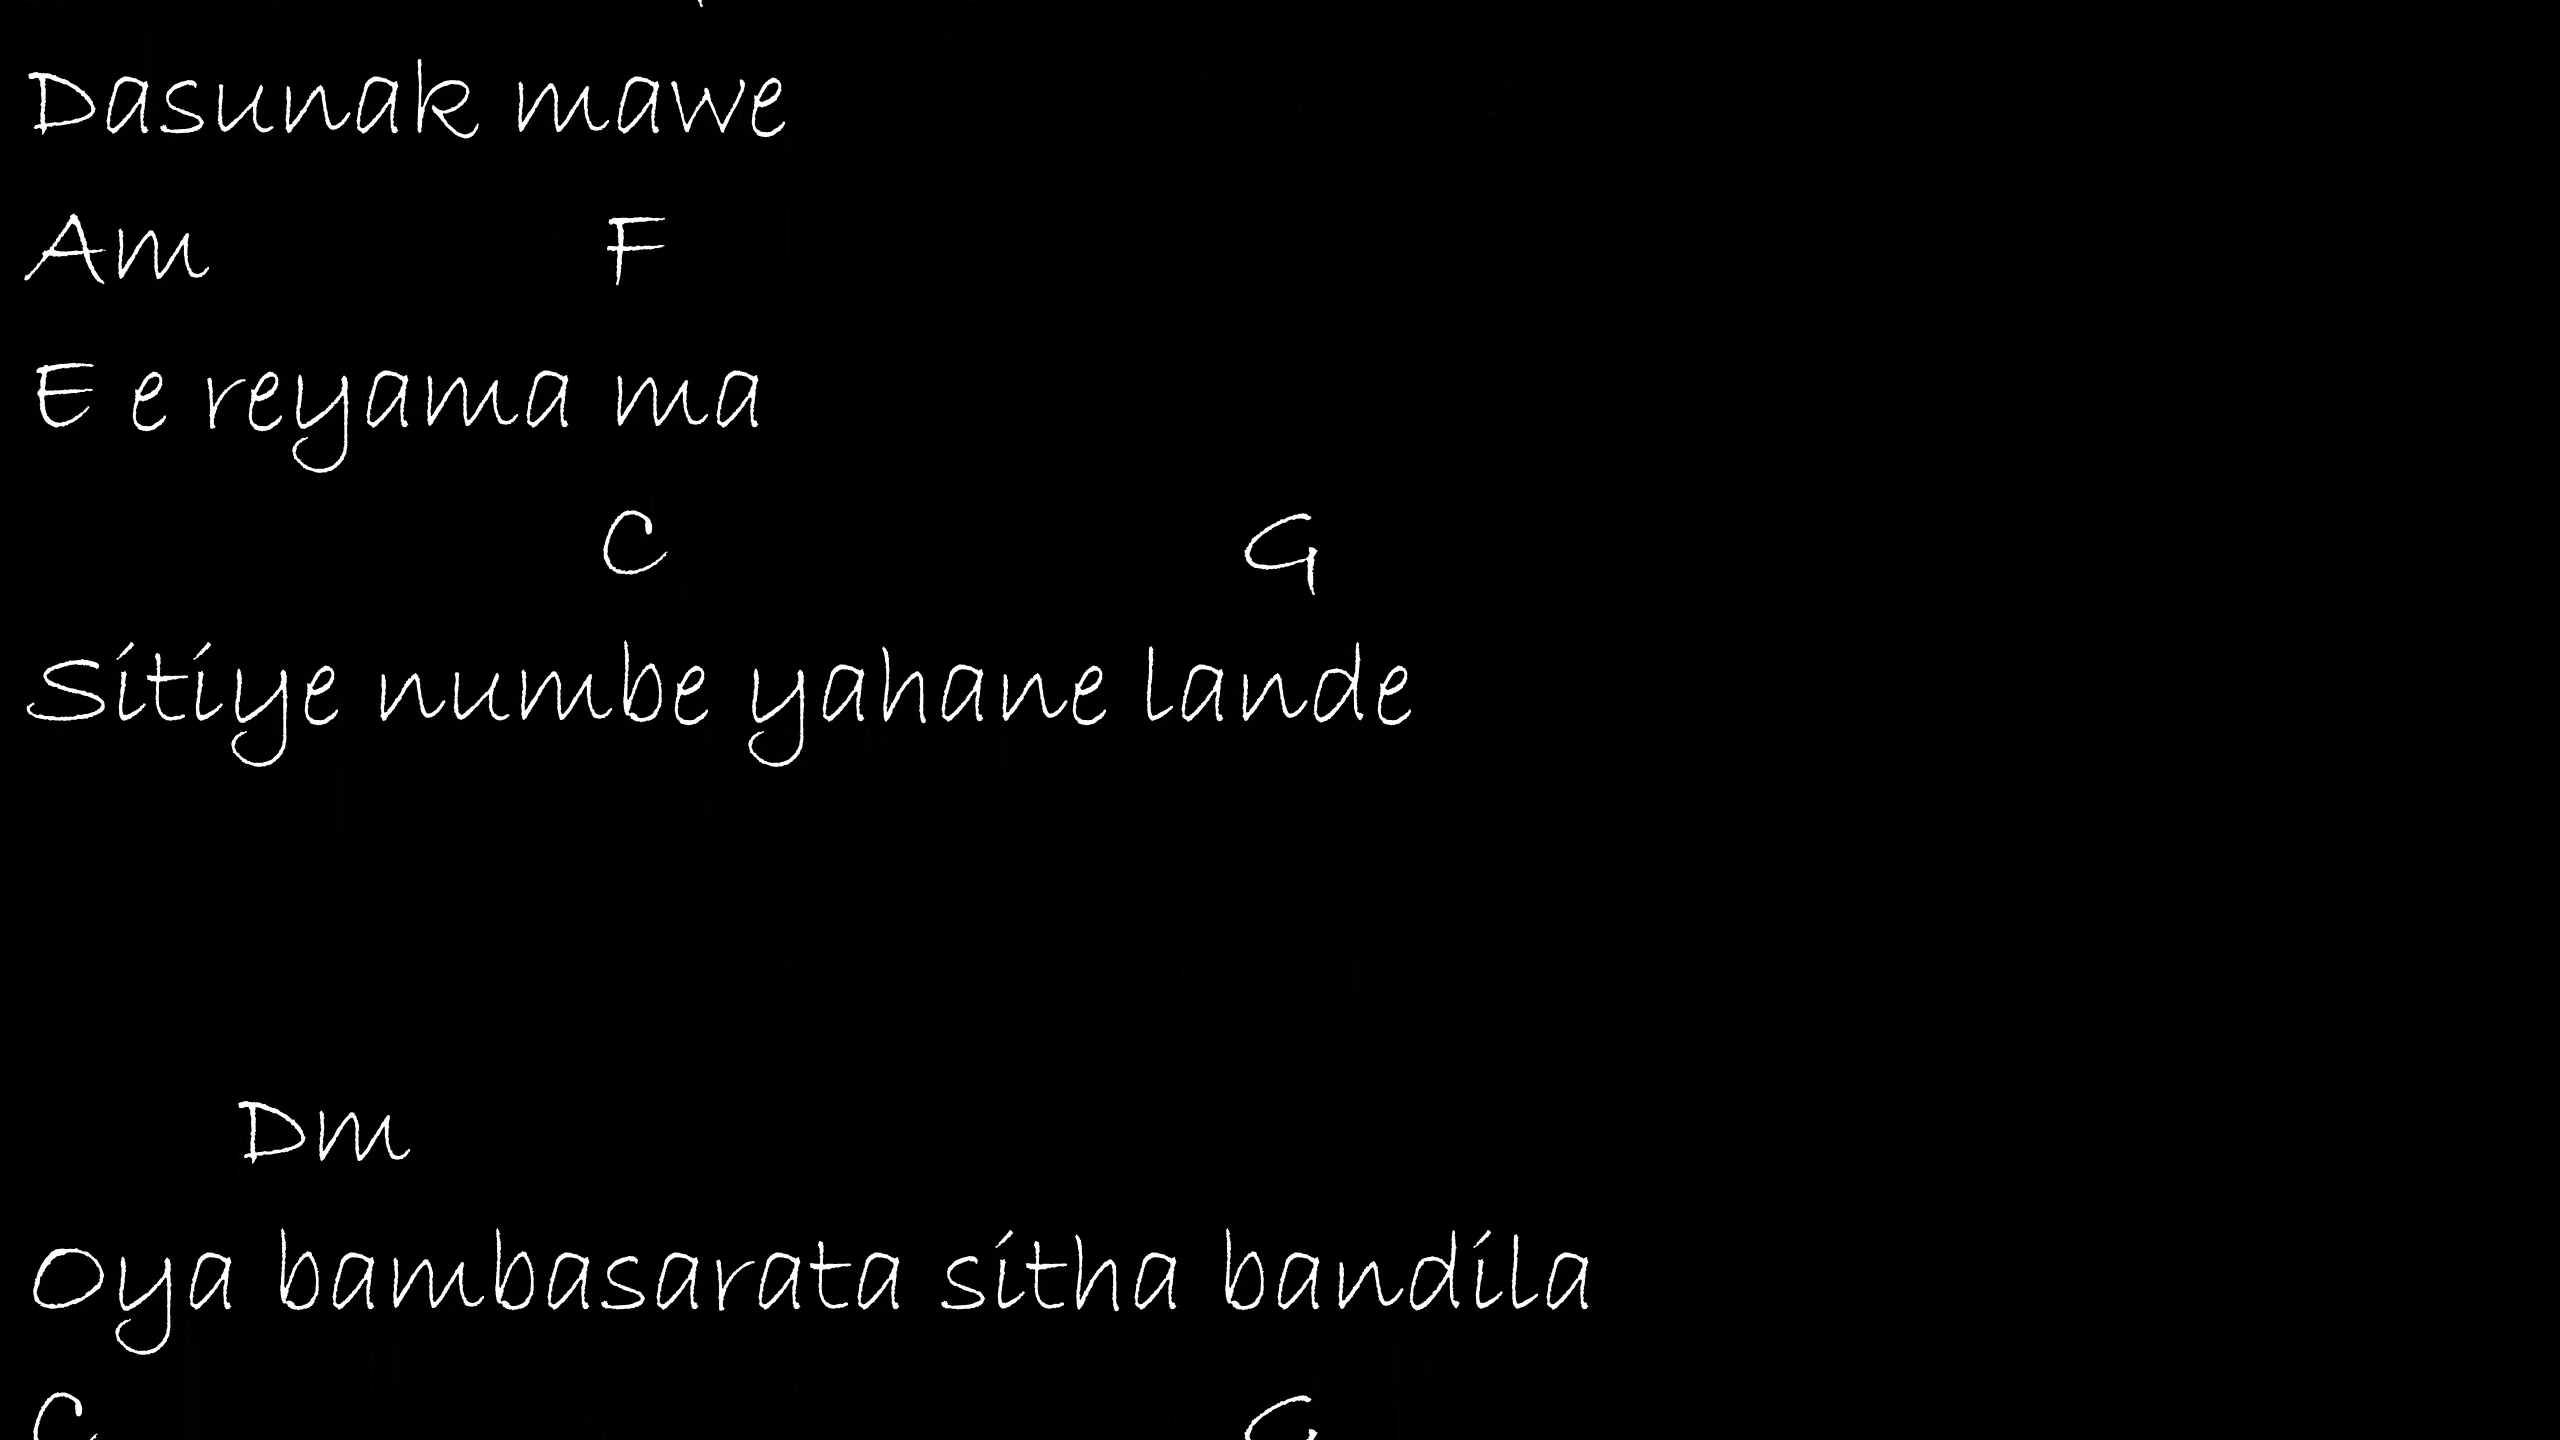 Dasunak mawe
Am F
E e reyama ma
C G
Sitiye numbe yahane lande
Dm
Oya bambasarata sitha bandila
C G